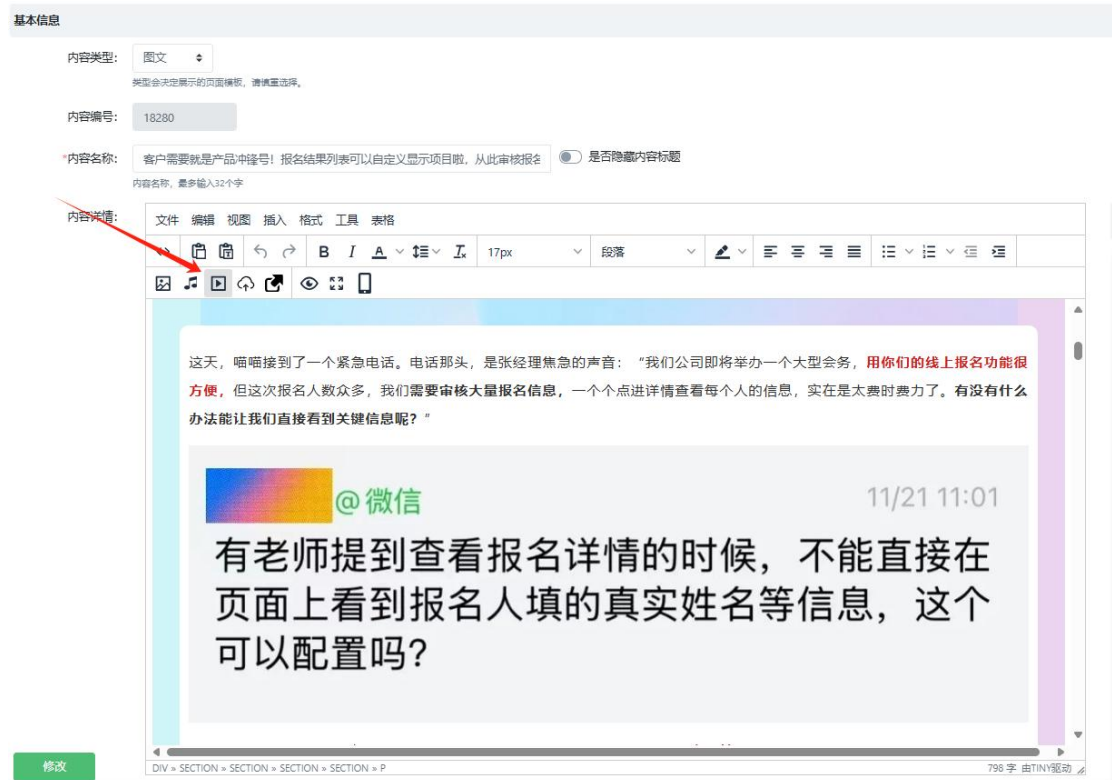 基本信息
内容类型:
图文
类型会决定展示的页面模板，请慎重选择。
内容编号:
18280
*内容名称:
客户需要就是产品冲锋号！报名结果列表可以自定义显示项目啦，从此审核报名
是否隐藏内容标题
内容名称，最多输入32个字
内容详情:
文件 编辑 视图 插入 格式 工具 表格
B I A 17px 段落
这天，喵喵接到了一个紧急电话。电话那头，是张经理焦急的声音：“我们公司即将举办一个大型会务，用你们的线上报名功能很
方便，但这次报名人数众多，我们需要审核大量报名信息，一个个点进详情查看每个人的信息，实在是太费时费力了。有没有什么
办法能让我们直接看到关键信息呢？”
@微信
11/21 11:01
有老师提到查看报名详情的时候，不能直接在
页面上看到报名人填的真实姓名等信息，这个
可以配置吗？
修改
DIV » SECTION » SECTION » SECTION » SECTION » P
798 字 由TINY驱动